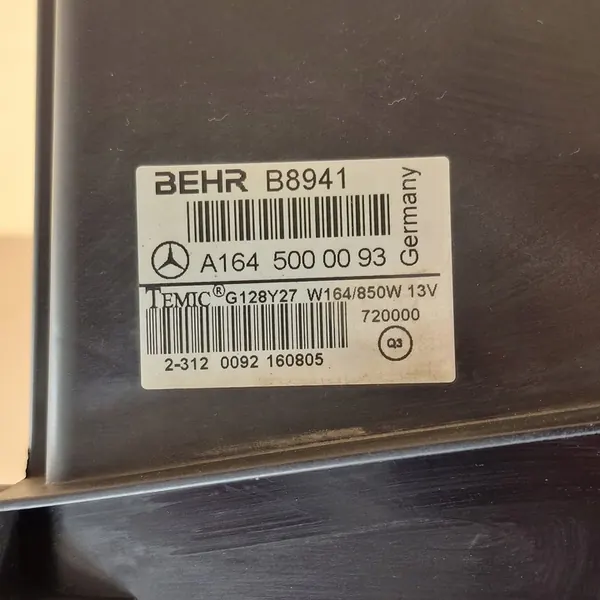 BEHR B8941
A164 500 00 93
Germany
TEMIC® G128Y27 W164/850W 13V
720000
Q3
2-312 0092 160805